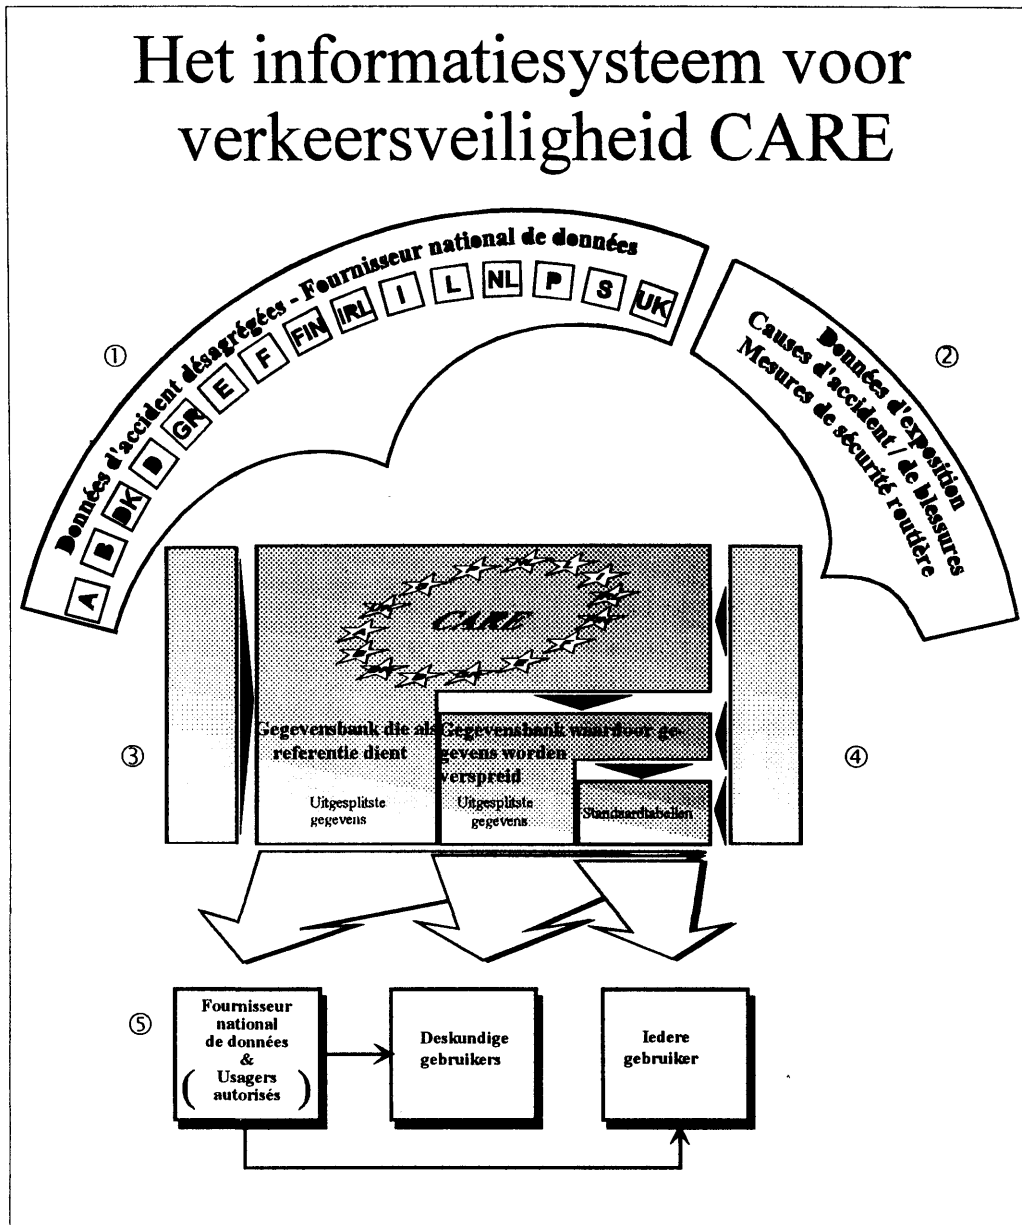 Het informatiesysteem voor
verkeersveiligheid CARE
①
Données d'accident désagrégées - Fournisseur national de données
A B DK D GR E F FIN IRL I L NL P S UK
②
Données d'exposition
Causes d'accident / de blessures
Mesures de sécurité routière
CARE
③
Gegevensbank die als
referentie dient
Uitgesplitste
gegevens
Gegevensbank waardoor ge-
gevens worden
verspreid
Uitgesplitste
gegevens
Standaardtabellen
④
⑤
Fournisseur
national
de données
&
( Usagers
autorisés )
Deskundige
gebruikers
Iedere
gebruiker